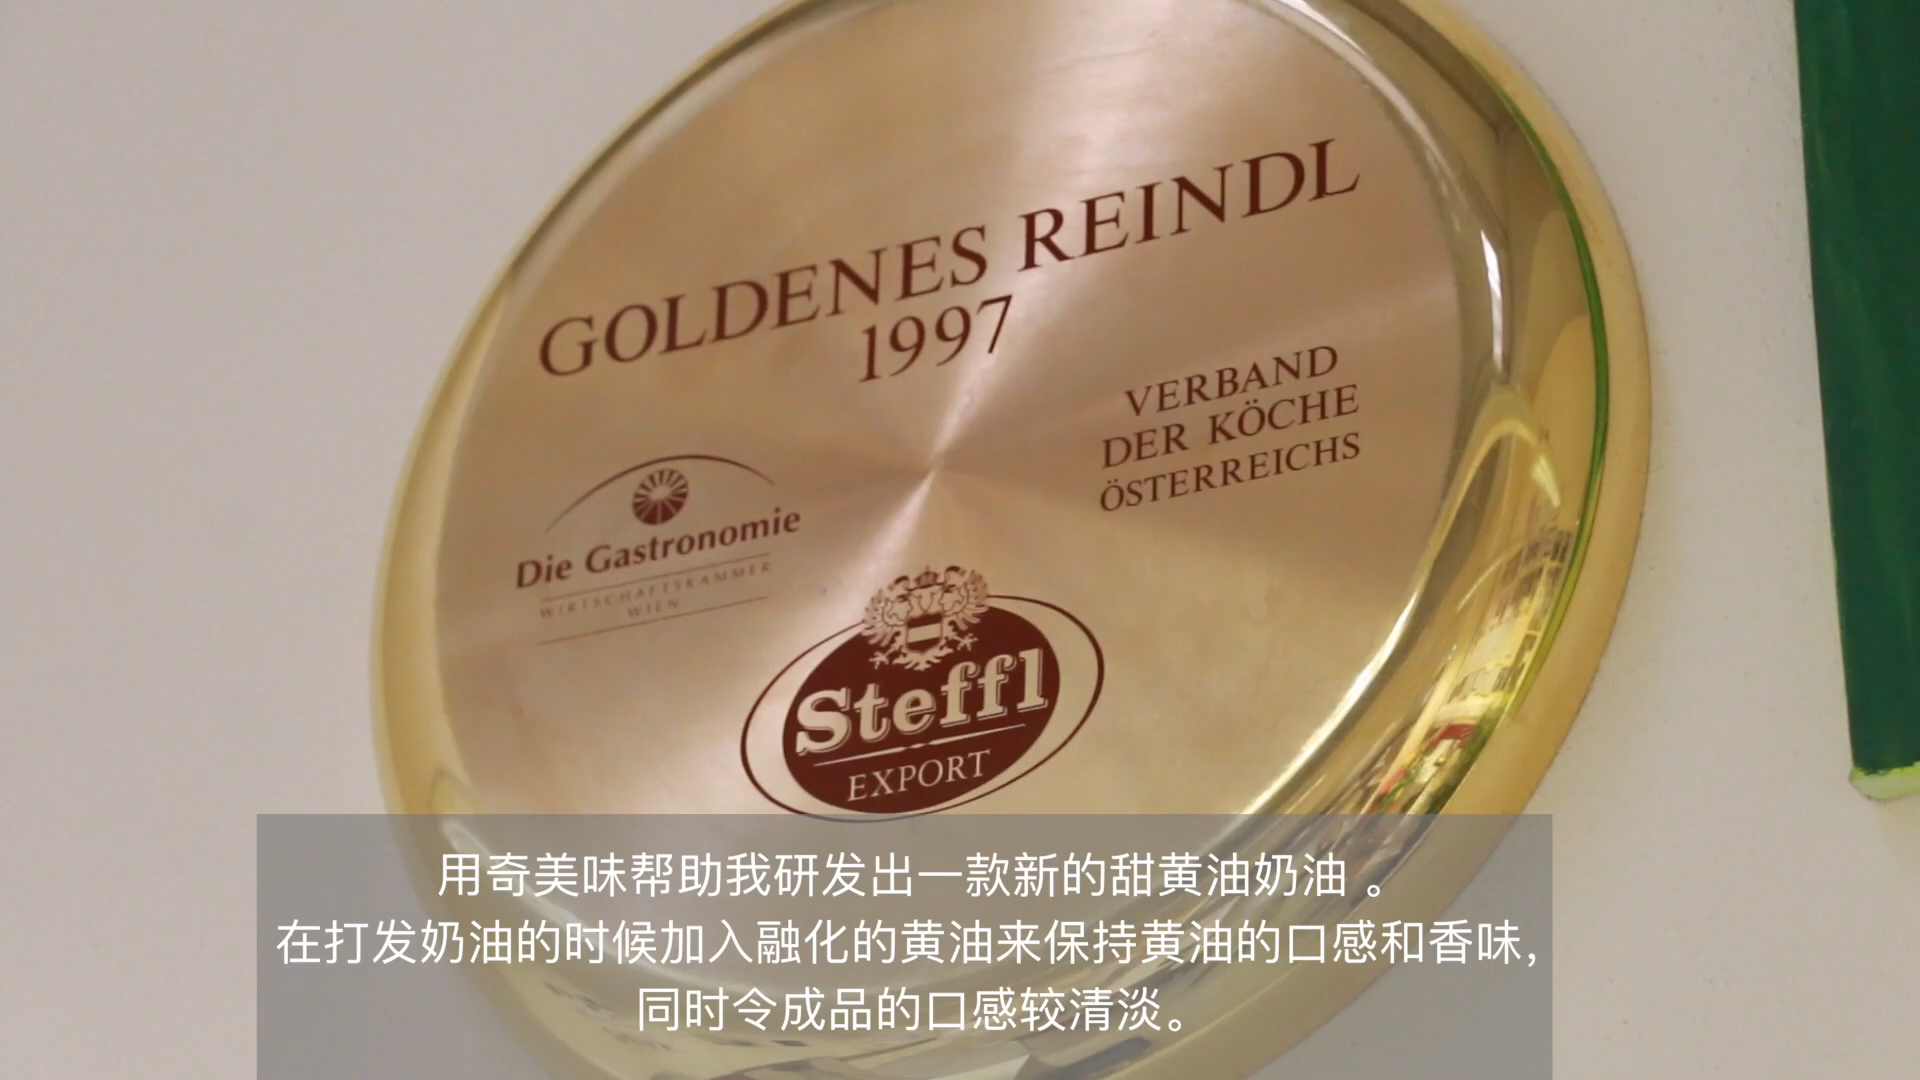 GOLDENES REINDL
1997
VERBAND
DER KÖCHE
ÖSTERREICHS
Die Gastronomie
WIRTSCHAFTSKAMMER
WIEN
Steffl
EXPORT
用奇美味帮助我研发出一款新的甜黄油奶油 。
在打发奶油的时候加入融化的黄油来保持黄油的口感和香味,
同时令成品的口感较清淡。